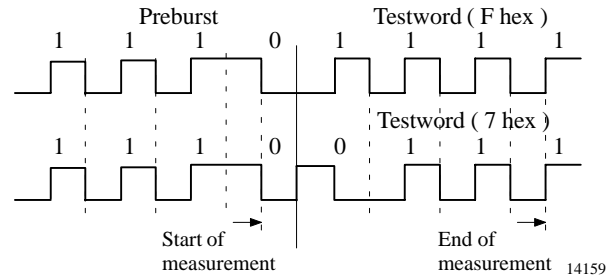 Preburst Testword ( F hex )
1 1 1 0 1 1 1 1
Testword ( 7 hex )
1 1 1 0 0 1 1 1
Start of measurement
End of measurement
14159